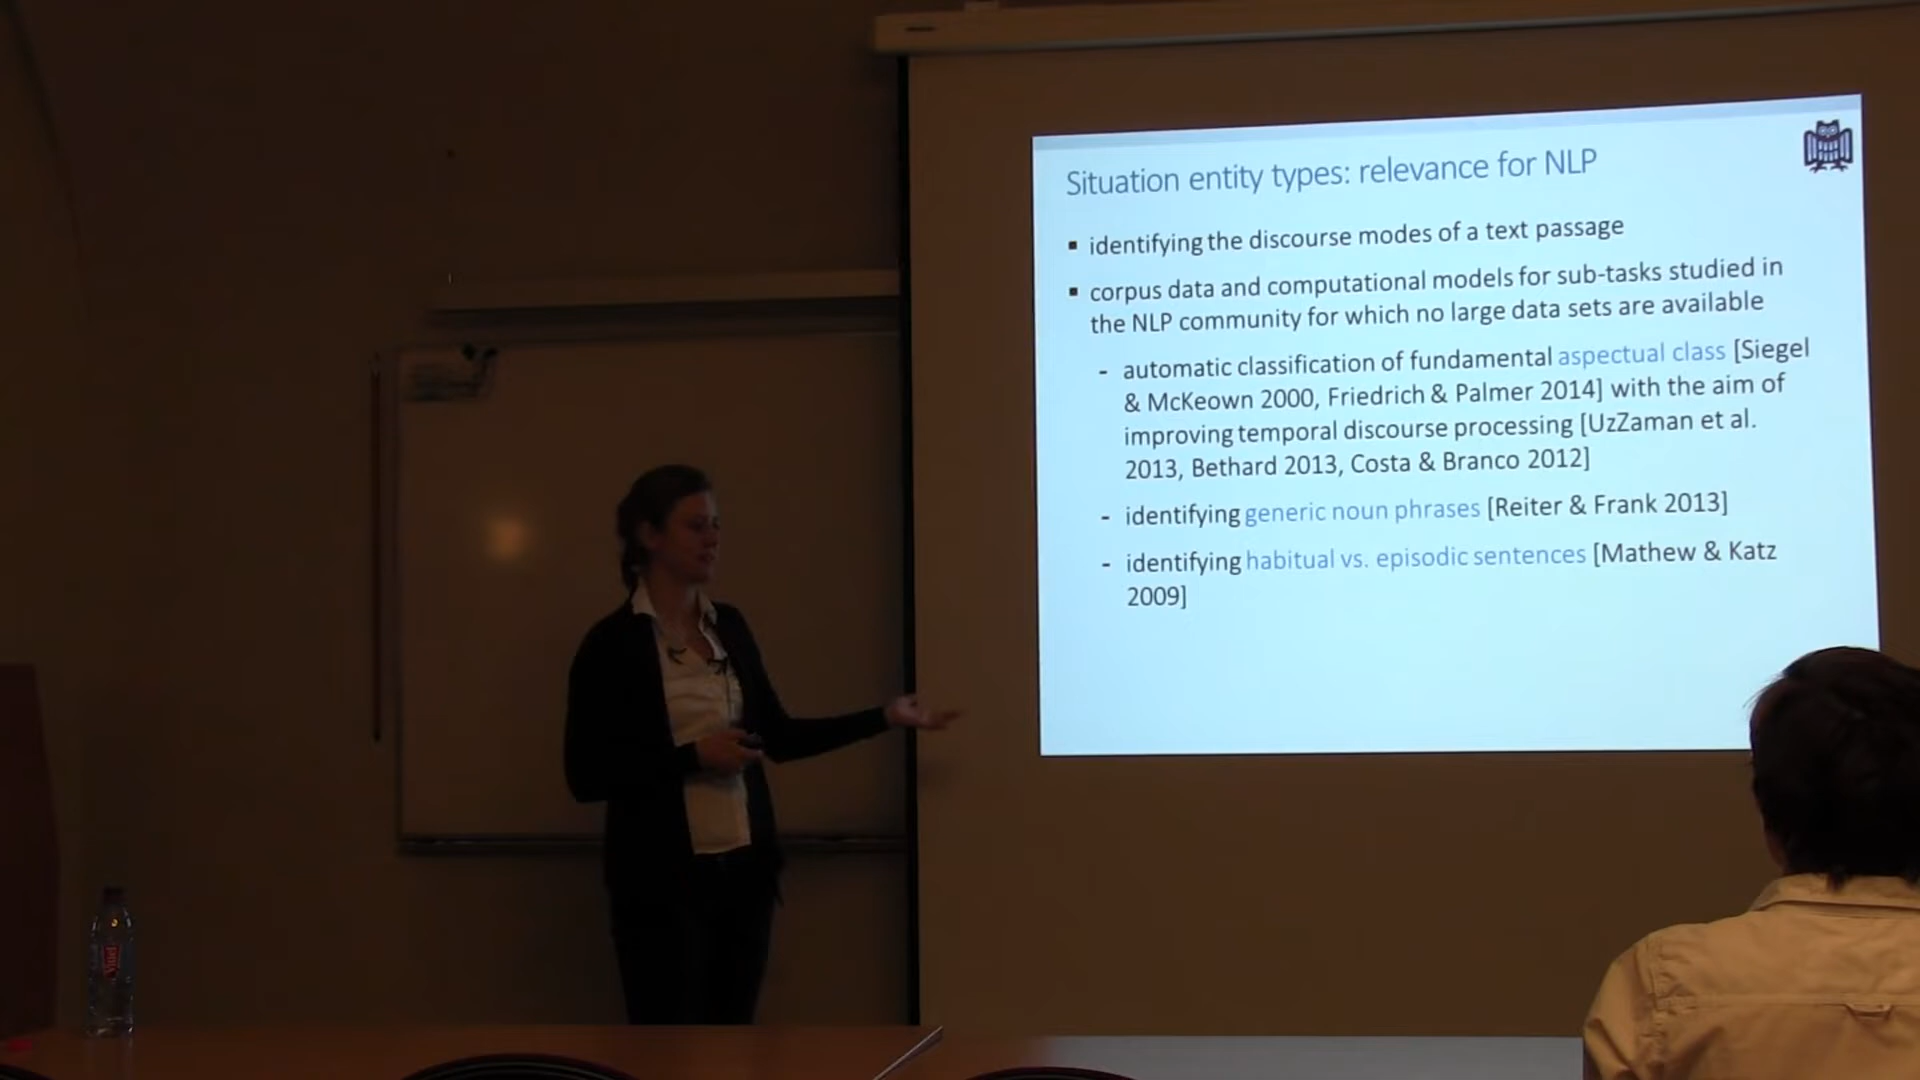 Situation entity types: relevance for NLP
▪ identifying the discourse modes of a text passage
▪ corpus data and computational models for sub-tasks studied in
the NLP community for which no large data sets are available
- automatic classification of fundamental aspectual class [Siegel
& McKeown 2000, Friedrich & Palmer 2014] with the aim of
improving temporal discourse processing [UzZaman et al.
2013, Bethard 2013, Costa & Branco 2012]
- identifying generic noun phrases [Reiter & Frank 2013]
- identifying habitual vs. episodic sentences [Mathew & Katz
2009]
Vittel